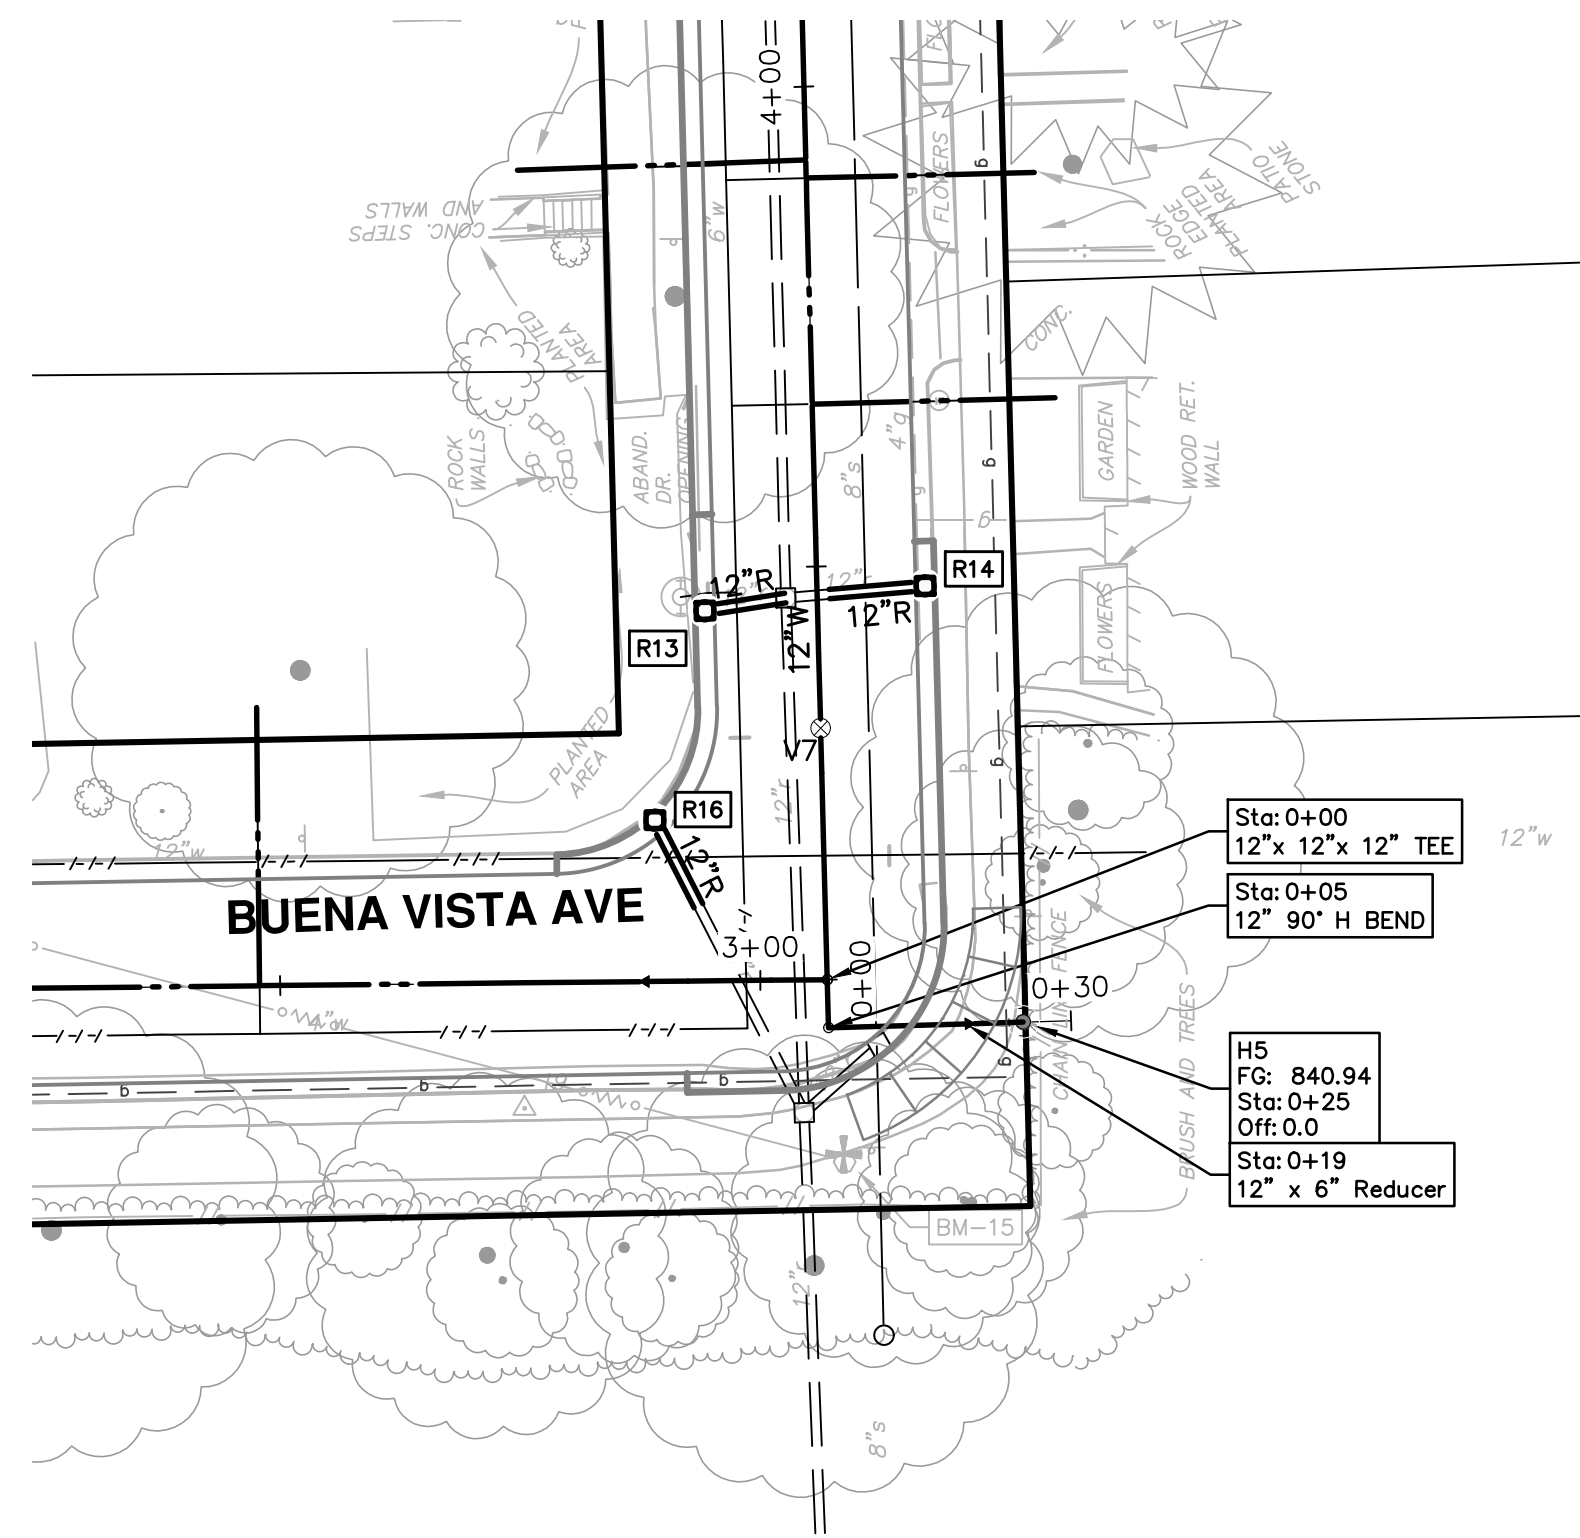 4+00=
FLOWERS
STONE
PATIO
ROCK
EDGE
PLANTED
AREA
AND WALLS
CONC. STEPS
6"w
g
g
PLANTED
AREA
CONC.
ROCK
WALLS
ABAND.
DR.
OPENING
4"g
8"s
g
g
GARDEN
WOOD RET.
WALL
g
12"R
12"r
R14
12"R
R13
12"W
FLOWERS
V7
PLANTED
AREA
g
12"r
R16
12"R
12"w
Sta: 0+00
12"x 12"x 12" TEE
12"w
Sta: 0+05
12" 90° H BEND
BUENA VISTA AVE
3+00
0+00
0+30
4"w
CHAIN LINK FENCE
BRUSH AND TREES
H5
FG: 840.94
Sta: 0+25
Off: 0.0
g
g
g
g
Sta: 0+19
12" x 6" Reducer
BM-15
12"r
8"s